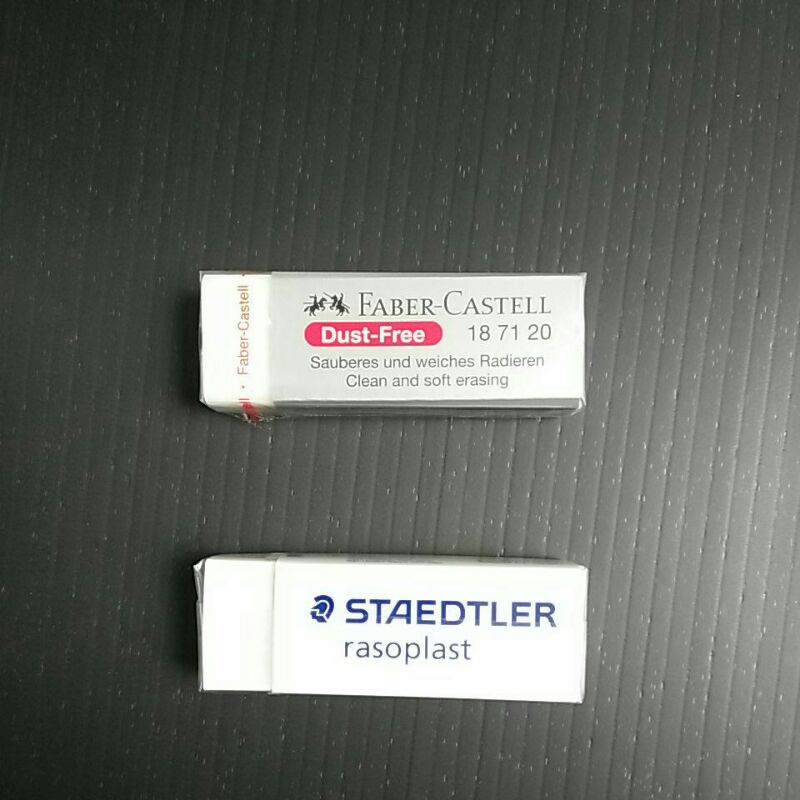 Faber-Castell
FABER-CASTELL
Dust-Free 18 71 20
Sauberes und weiches Radieren
Clean and soft erasing
STAEDTLER
rasoplast